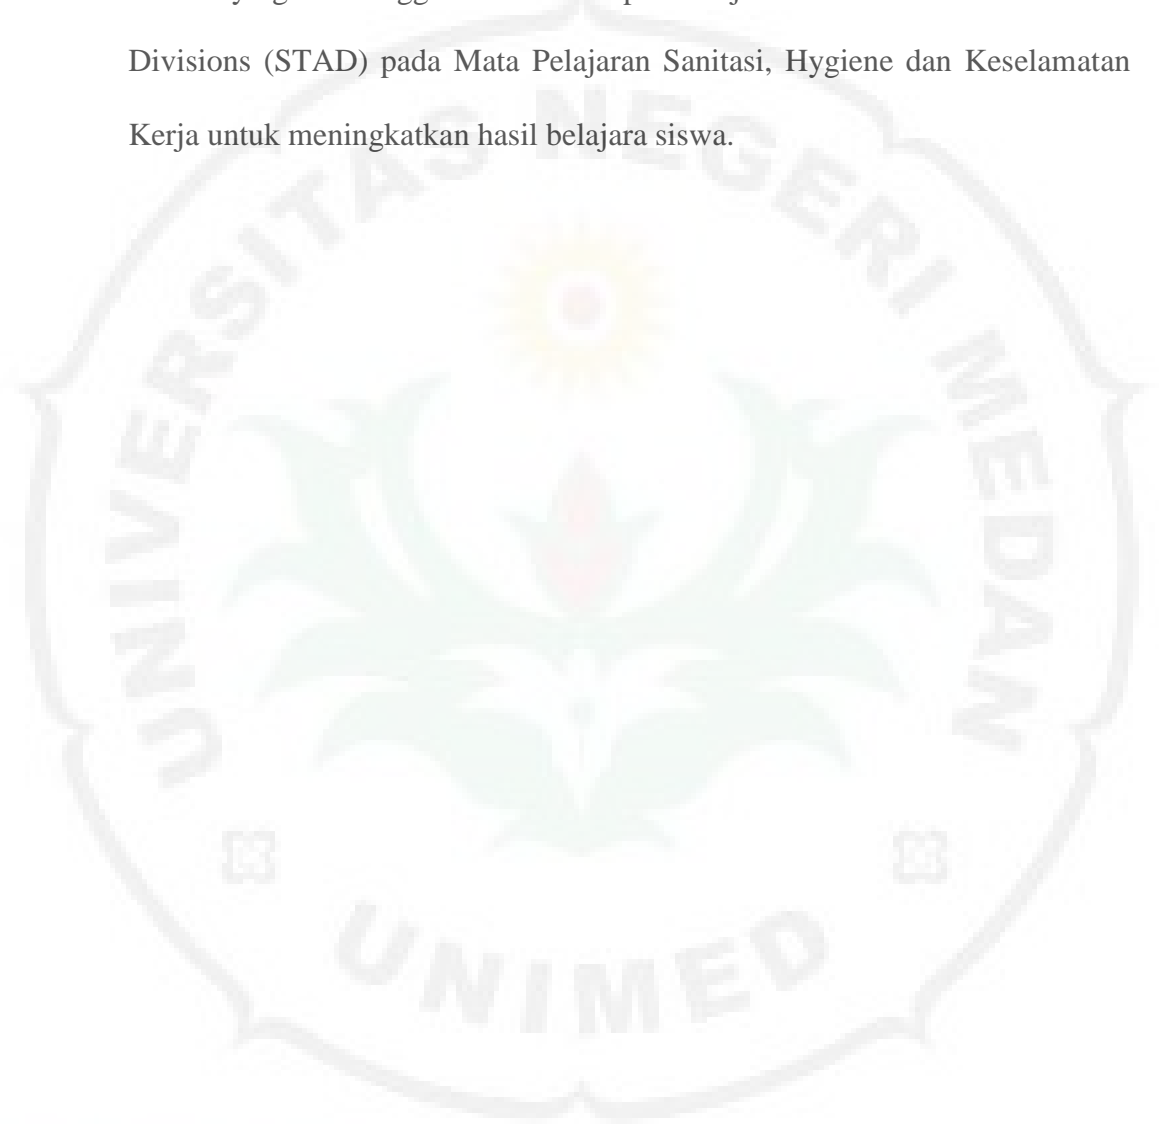 Divisions (STAD) pada Mata Pelajaran Sanitasi, Hygiene dan Keselamatan
Kerja untuk meningkatkan hasil belajara siswa.
UNIVERSITAS NEGERI MEDAN
UNIMED